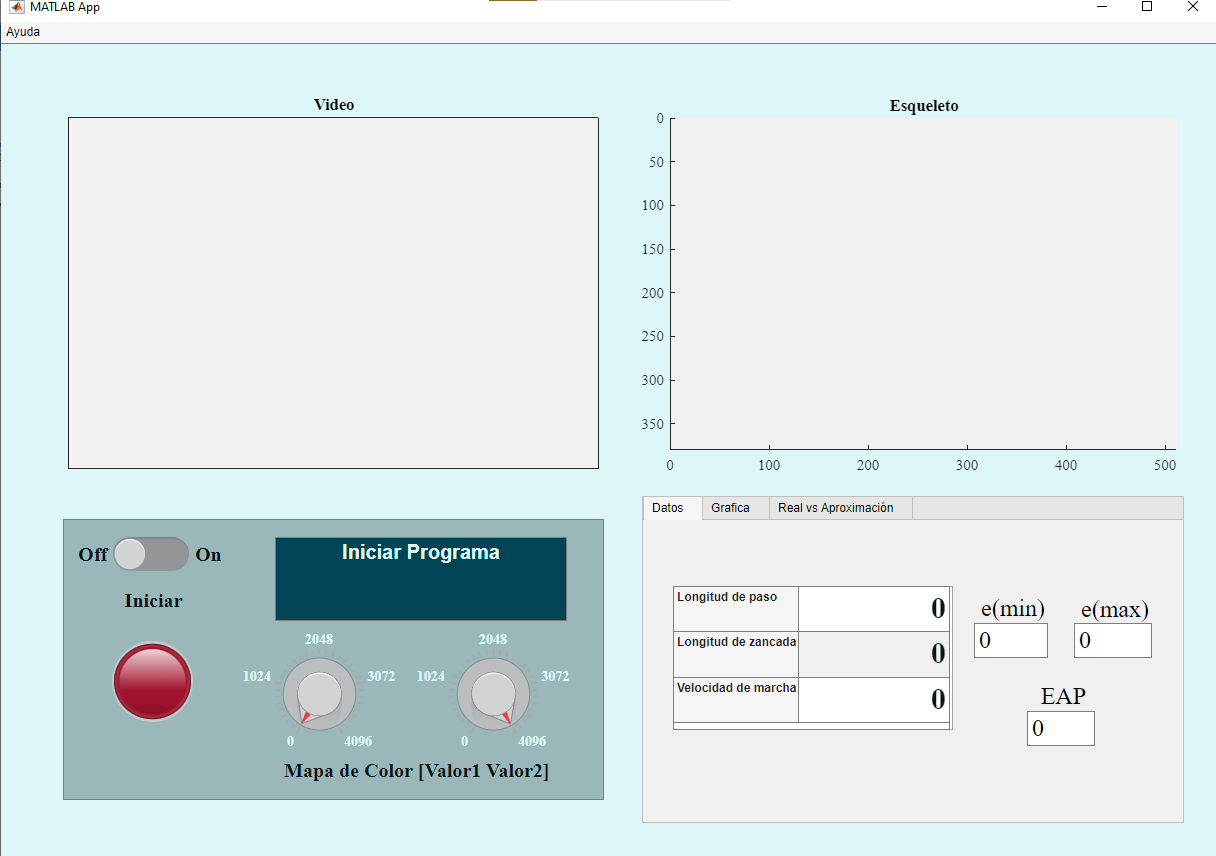 MATLAB App
Ayuda
Video
Esqueleto
0
50
100
150
200
250
300
350
0 100 200 300 400 500
Off On
Iniciar
Iniciar Programa
2048
1024 3072
0 4096
2048
1024 3072
0 4096
Mapa de Color [Valor1 Valor2]
Datos Grafica Real vs Aproximación
Longitud de paso 0
Longitud de zancada 0
Velocidad de marcha 0
e(min) e(max)
0 0
EAP
0